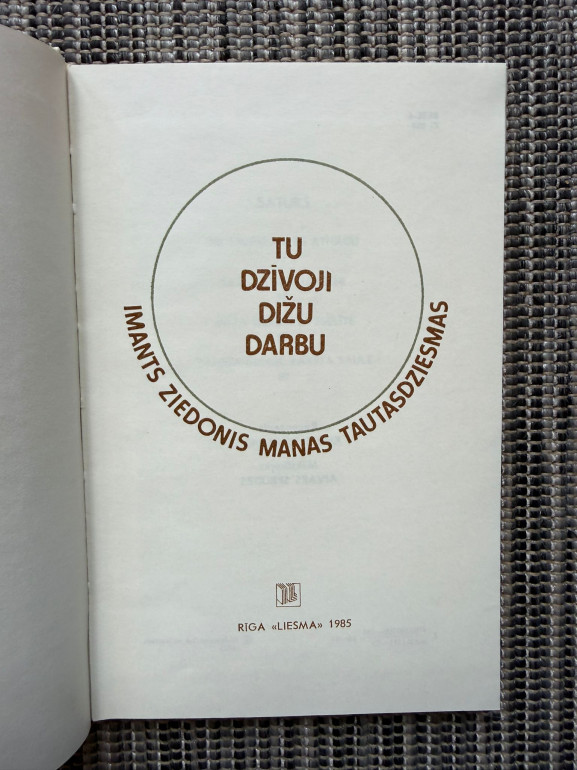 TU
DZĪVOJI
DIŽU
DARBU
IMANTS ZIEDONIS MANAS TAUTASDZIESMAS
RĪGA «LIESMA» 1985